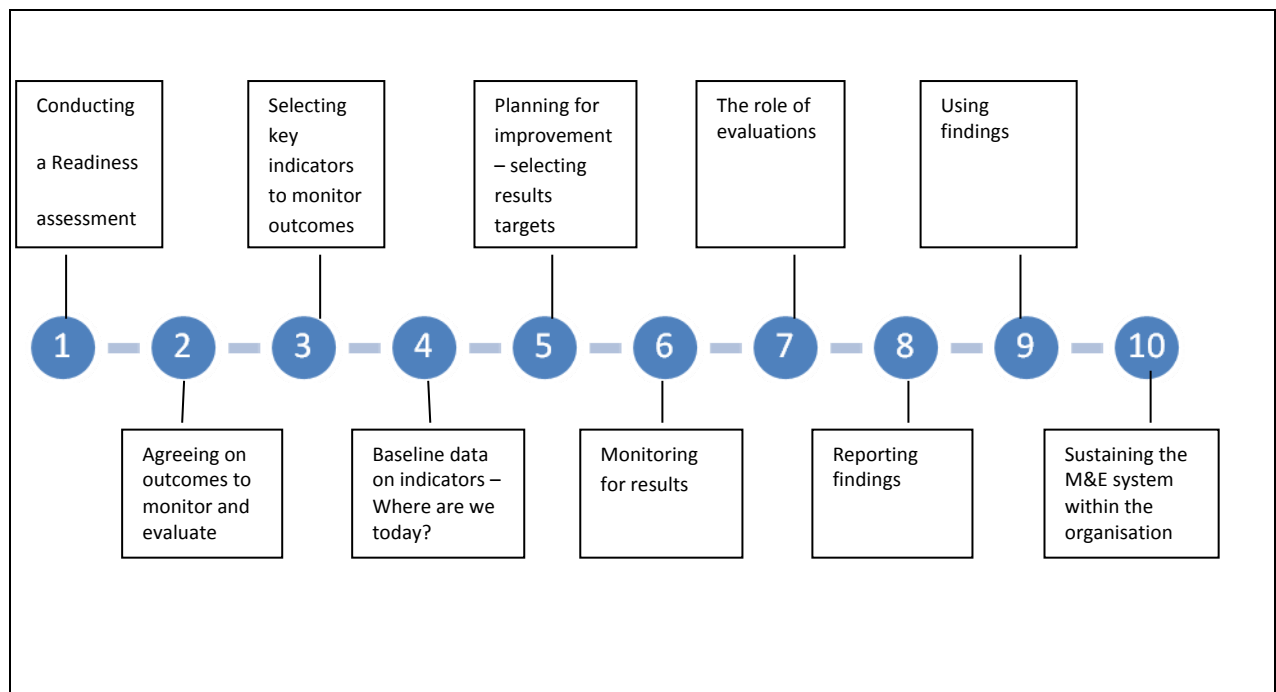 Conducting
a Readiness
assessment
Selecting
key
indicators
to monitor
outcomes
Planning for
improvement
– selecting
results
targets
The role of
evaluations
Using
findings
1
2
3
4
5
6
7
8
9
10
Agreeing on
outcomes to
monitor and
evaluate
Baseline data
on indicators –
Where are we
today?
Monitoring
for results
Reporting
findings
Sustaining the
M&E system
within the
organisation